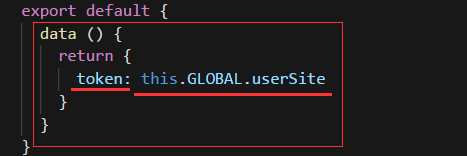 export default {
data () {
return {
token: this.GLOBAL.userSite
}
}
}